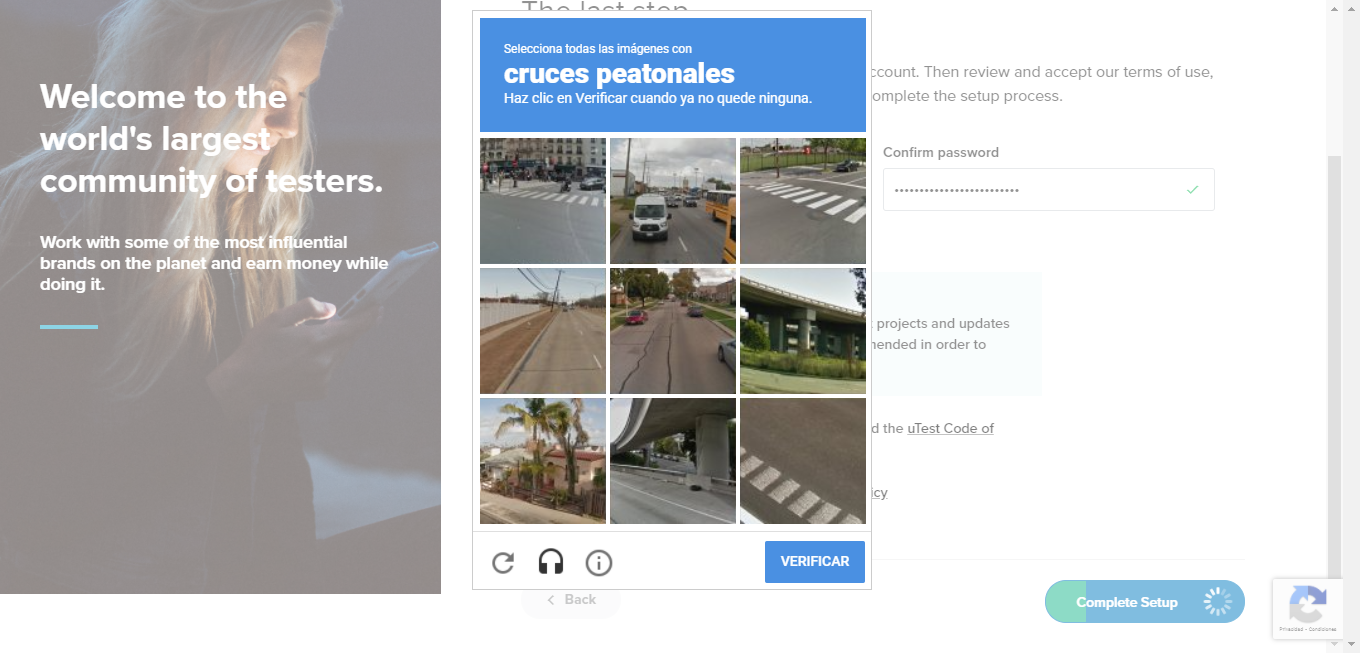 Welcome to the
world's largest
community of testers.
Work with some of the most influential
brands on the planet and earn money while
doing it.
The last step
Selecciona todas las imágenes con
cruces peatonales
Haz clic en Verificar cuando ya no quede ninguna.
ccount. Then review and accept our terms of use,
omplete the setup process.
Confirm password
projects and updates
nended in order to
d the uTest Code of
icy
VERIFICAR
Back
Complete Setup
Privacidad - Condiciones